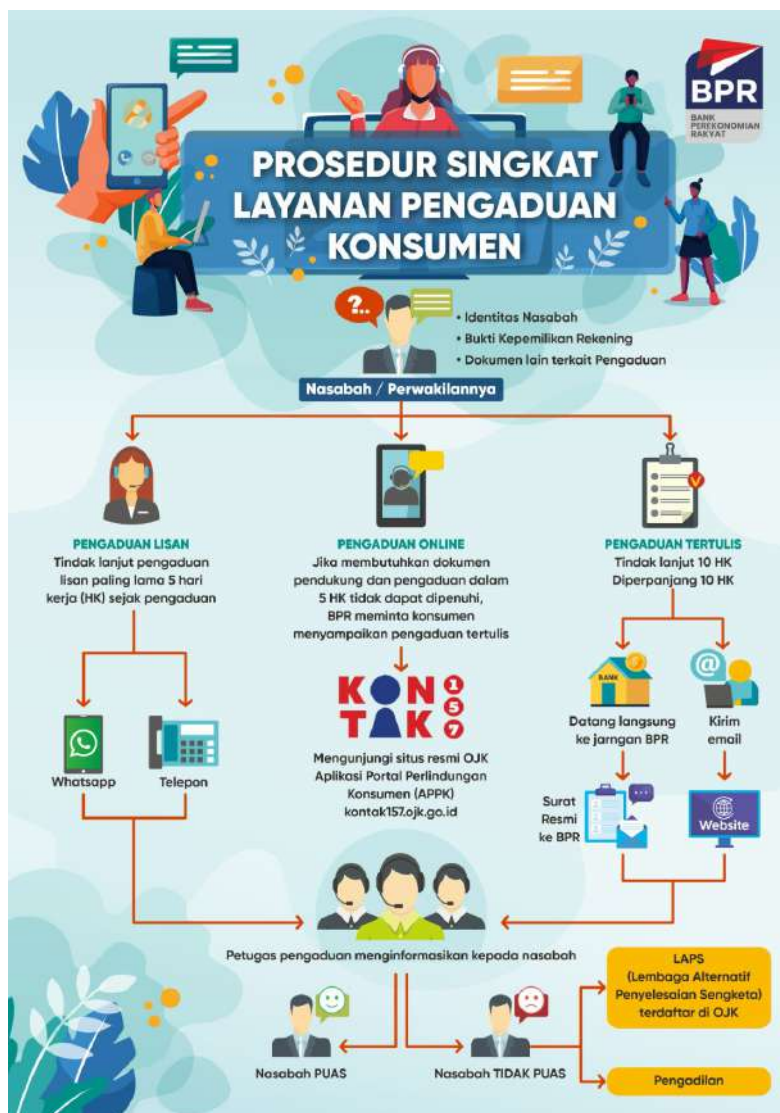 BPR
BANK
PEREKONOMIAN
RAKYAT
PROSEDUR SINGKAT
LAYANAN PENGADUAN
KONSUMEN
?..
• Identitas Nasabah
• Bukti Kepemilikan Rekening
• Dokumen lain terkait Pengaduan
Nasabah / Perwakilannya
PENGADUAN LISAN
Tindak lanjut pengaduan
lisan paling lama 5 hari
kerja (HK) sejak pengaduan
Whatsapp
Telepon
PENGADUAN ONLINE
Jika membutuhkan dokumen
pendukung dan pengaduan dalam
5 HK tidak dapat dipenuhi,
BPR meminta konsumen
menyampaikan pengaduan tertulis
KONTAK 157
Mengunjungi situs resmi OJK
Aplikasi Portal Perlindungan
Konsumen (APPK)
kontak157.ojk.go.id
PENGADUAN TERTULIS
Tindak lanjut 10 HK
Diperpanjang 10 HK
BANK
Datang langsung
ke jarngan BPR
@
Kirim
email
Surat
Resmi
ke BPR
Website
Petugas pengaduan menginformasikan kepada nasabah
Nasabah PUAS
Nasabah TIDAK PUAS
LAPS
(Lembaga Alternatif
Penyelesaian Sengketa)
terdaftar di OJK
Pengadilan